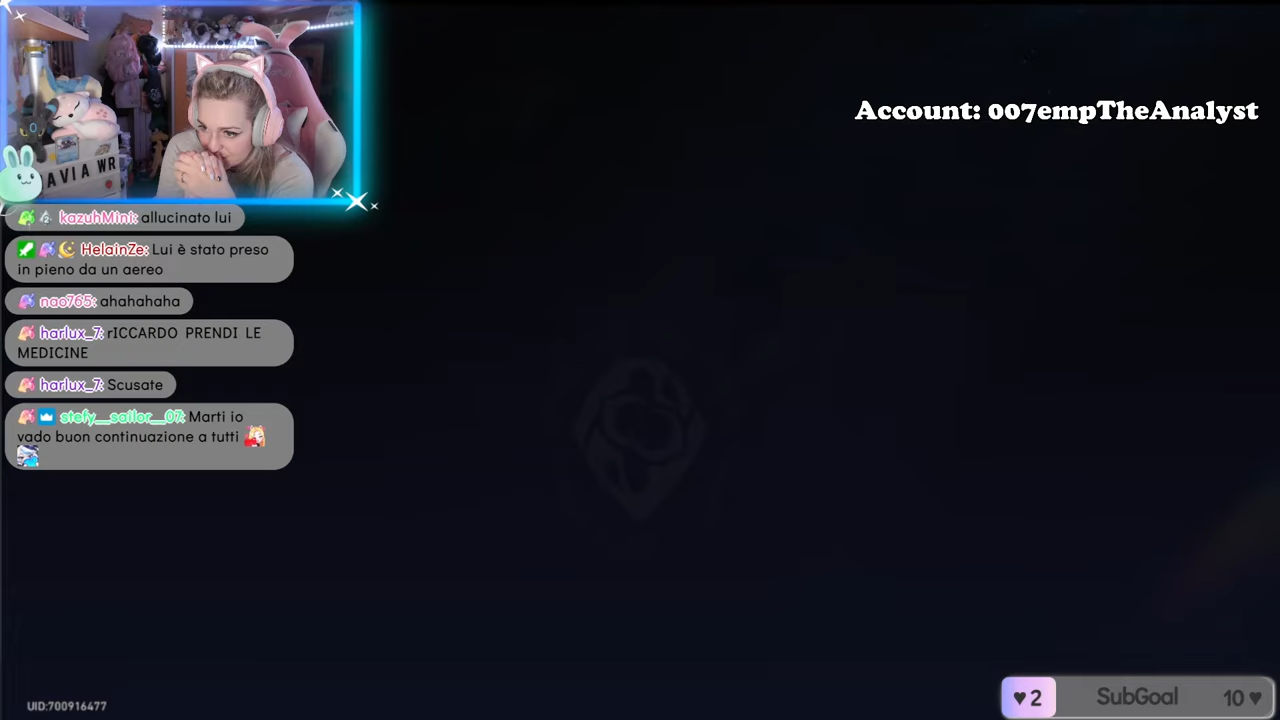 Account: 007empTheAnalyst
AVIA WR
kazuhMini: allucinato lui
HelainZe: Lui è stato preso
in pieno da un aereo
nao765: ahahahaha
harlux_7: rICCARDO PRENDI LE
MEDICINE
harlux_7: Scusate
stefy__sailor__07: Marti io
vado buon continuazione a tutti
♥ 2 SubGoal 10 ♥
UID:700916477